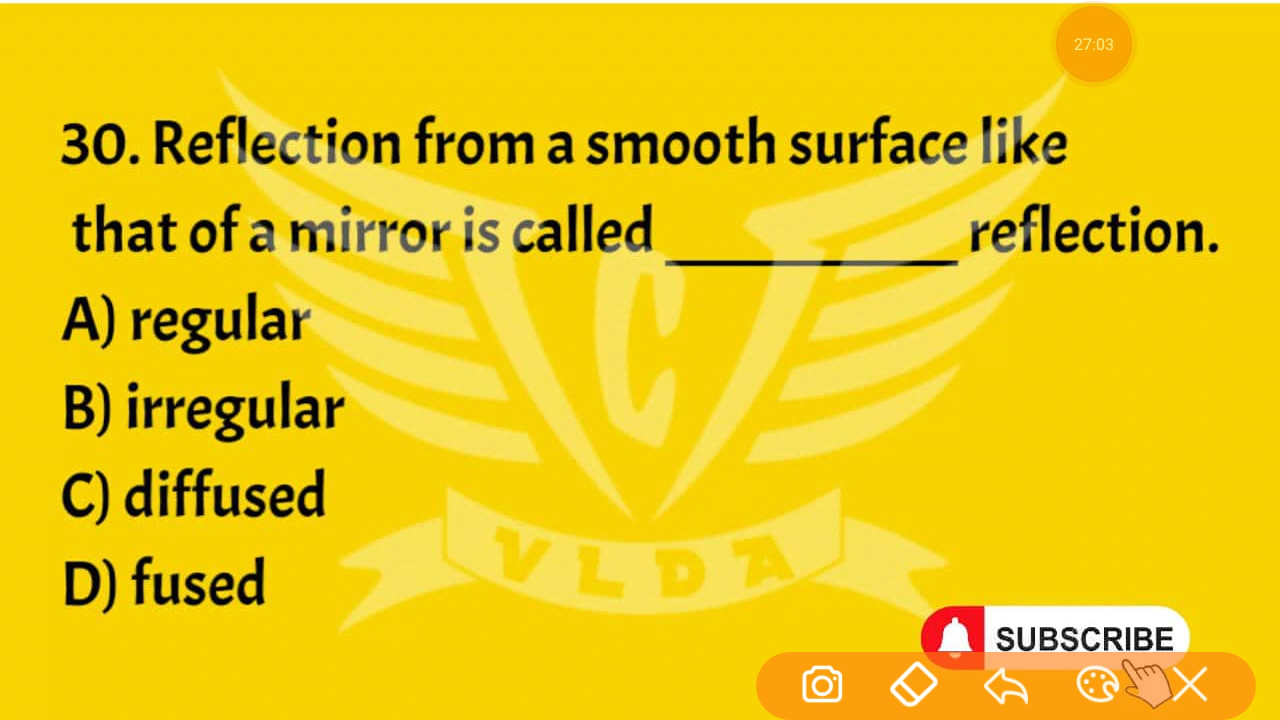 27:03
30. Reflection from a smooth surface like
that of a mirror is called __________ reflection.
A) regular
B) irregular
C) diffused
D) fused
C
VLDA
SUBSCRIBE